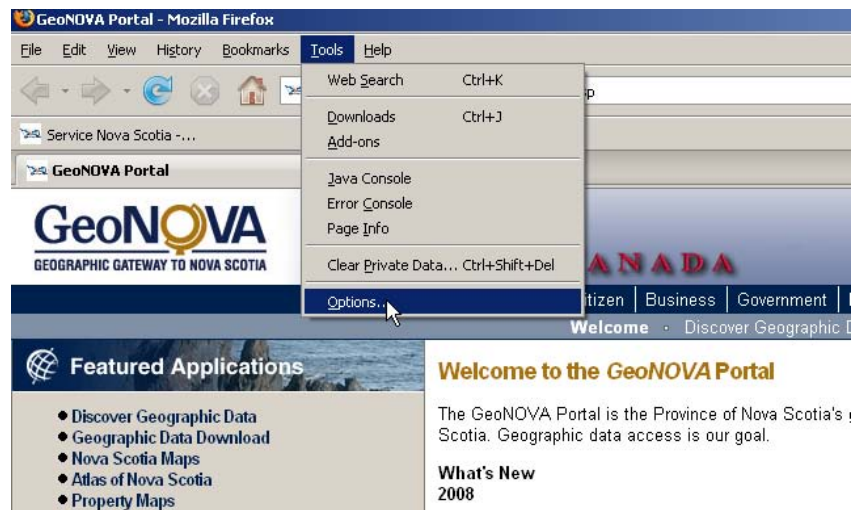 GeoNOVA Portal - Mozilla Firefox
File Edit View History Bookmarks Tools Help
Web Search Ctrl+K
Downloads Ctrl+J
Add-ons
Java Console
Error Console
Page Info
Clear Private Data... Ctrl+Shift+Del
Options...
sp
Service Nova Scotia -...
GeoNOVA Portal
GeoNOVA
GEOGRAPHIC GATEWAY TO NOVA SCOTIA
ANADA
itizen | Business | Government |
Welcome · Discover Geographic
Featured Applications
Discover Geographic Data
Geographic Data Download
Nova Scotia Maps
Atlas of Nova Scotia
Property Maps
Welcome to the GeoNOVA Portal
The GeoNOVA Portal is the Province of Nova Scotia's
Scotia. Geographic data access is our goal.
What's New
2008